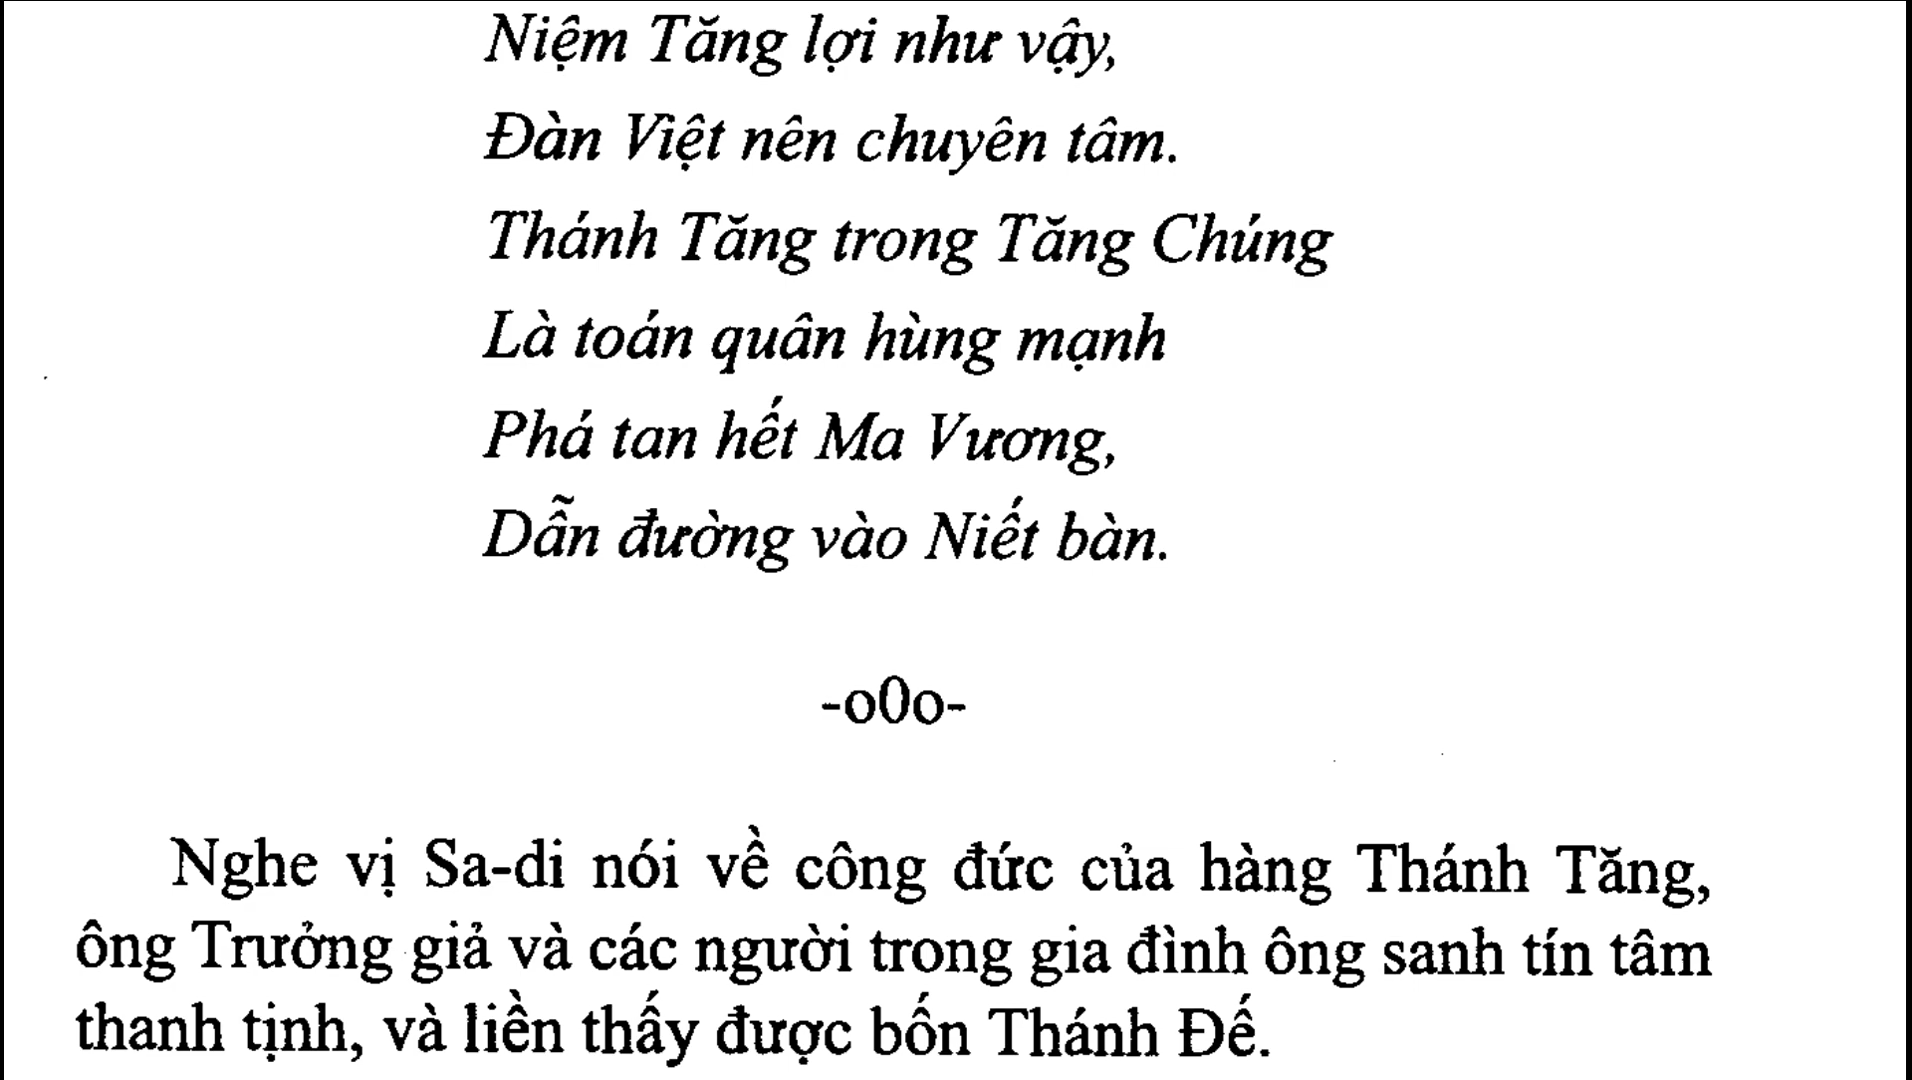 Niệm Tăng lợi như vậy,
Đàn Việt nên chuyên tâm.
Thánh Tăng trong Tăng Chúng
Là toán quân hùng mạnh
Phá tan hết Ma Vương,
Dẫn đường vào Niết bàn.
-o0o-
Nghe vị Sa-di nói về công đức của hàng Thánh Tăng,
ông Trưởng giả và các người trong gia đình ông sanh tín tâm
thanh tịnh, và liền thấy được bốn Thánh Đế.